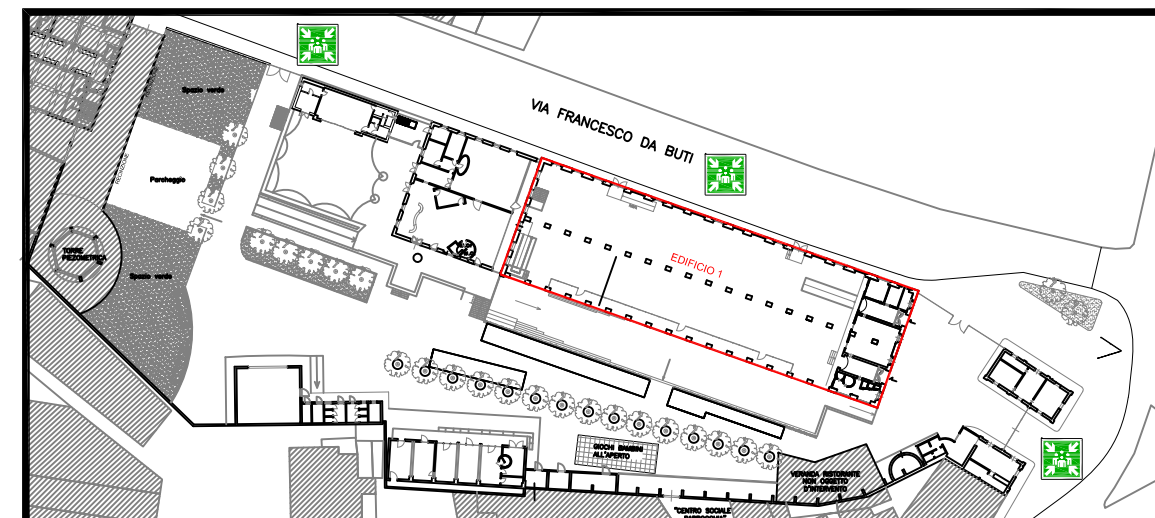 Spazio verde
VIA FRANCESCO DA BUTI
RECINZIONE
Parcheggio
TORRE
PIEZOMETRICA
EDIFICIO 1
Spazio verde
GIOCHI BAMBINI
ALL'APERTO
VERANDA RISTORANTE
NON OGGETTO
D'INTERVENTO
"CENTRO SOCIALE